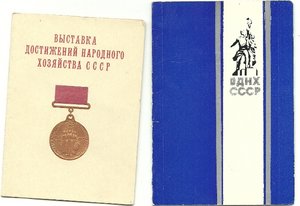 ВЫСТАВКА
ДОСТИЖЕНИЙ НАРОДНОГО
ХОЗЯЙСТВА СССР
ВДНХ
СССР